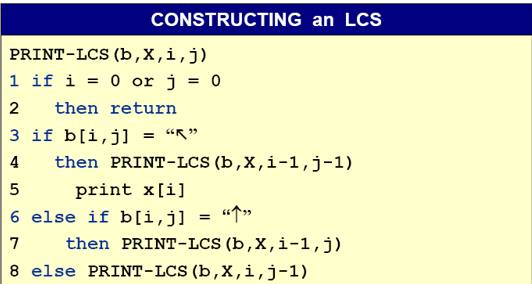 CONSTRUCTING an LCS
PRINT-LCS(b,X,i,j)
1 if i = 0 or j = 0
2 then return
3 if b[i,j] = “↖”
4 then PRINT-LCS(b,X,i-1,j-1)
5 print x[i]
6 else if b[i,j] = “↑”
7 then PRINT-LCS(b,X,i-1,j)
8 else PRINT-LCS(b,X,i,j-1)